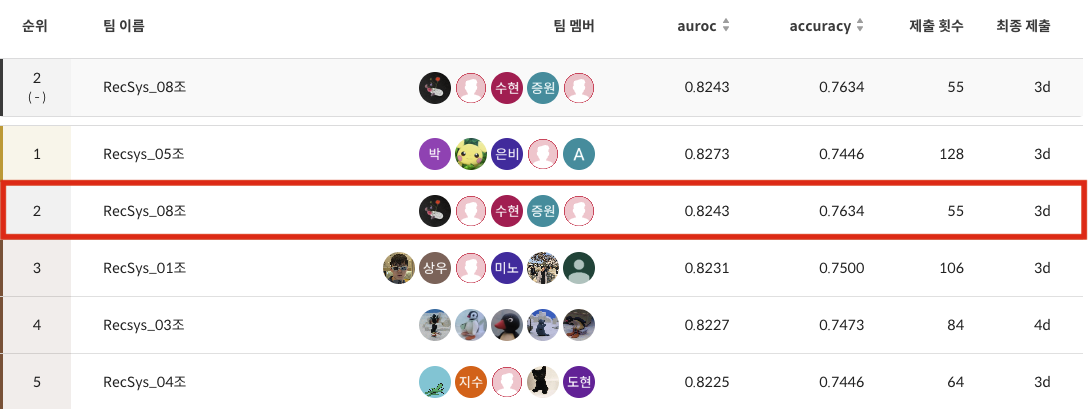 순위 팀 이름 팀 멤버 auroc accuracy 제출 횟수 최종 제출
2 RecSys_08조 수현 증원 0.8243 0.7634 55 3d
(-)
1 Recsys_05조 박 은비 A 0.8273 0.7446 128 3d
2 RecSys_08조 수현 증원 0.8243 0.7634 55 3d
3 RecSys_01조 상우 미노 0.8231 0.7500 106 3d
4 Recsys_03조 0.8227 0.7473 84 4d
5 RecSys_04조 지수 도현 0.8225 0.7446 64 3d